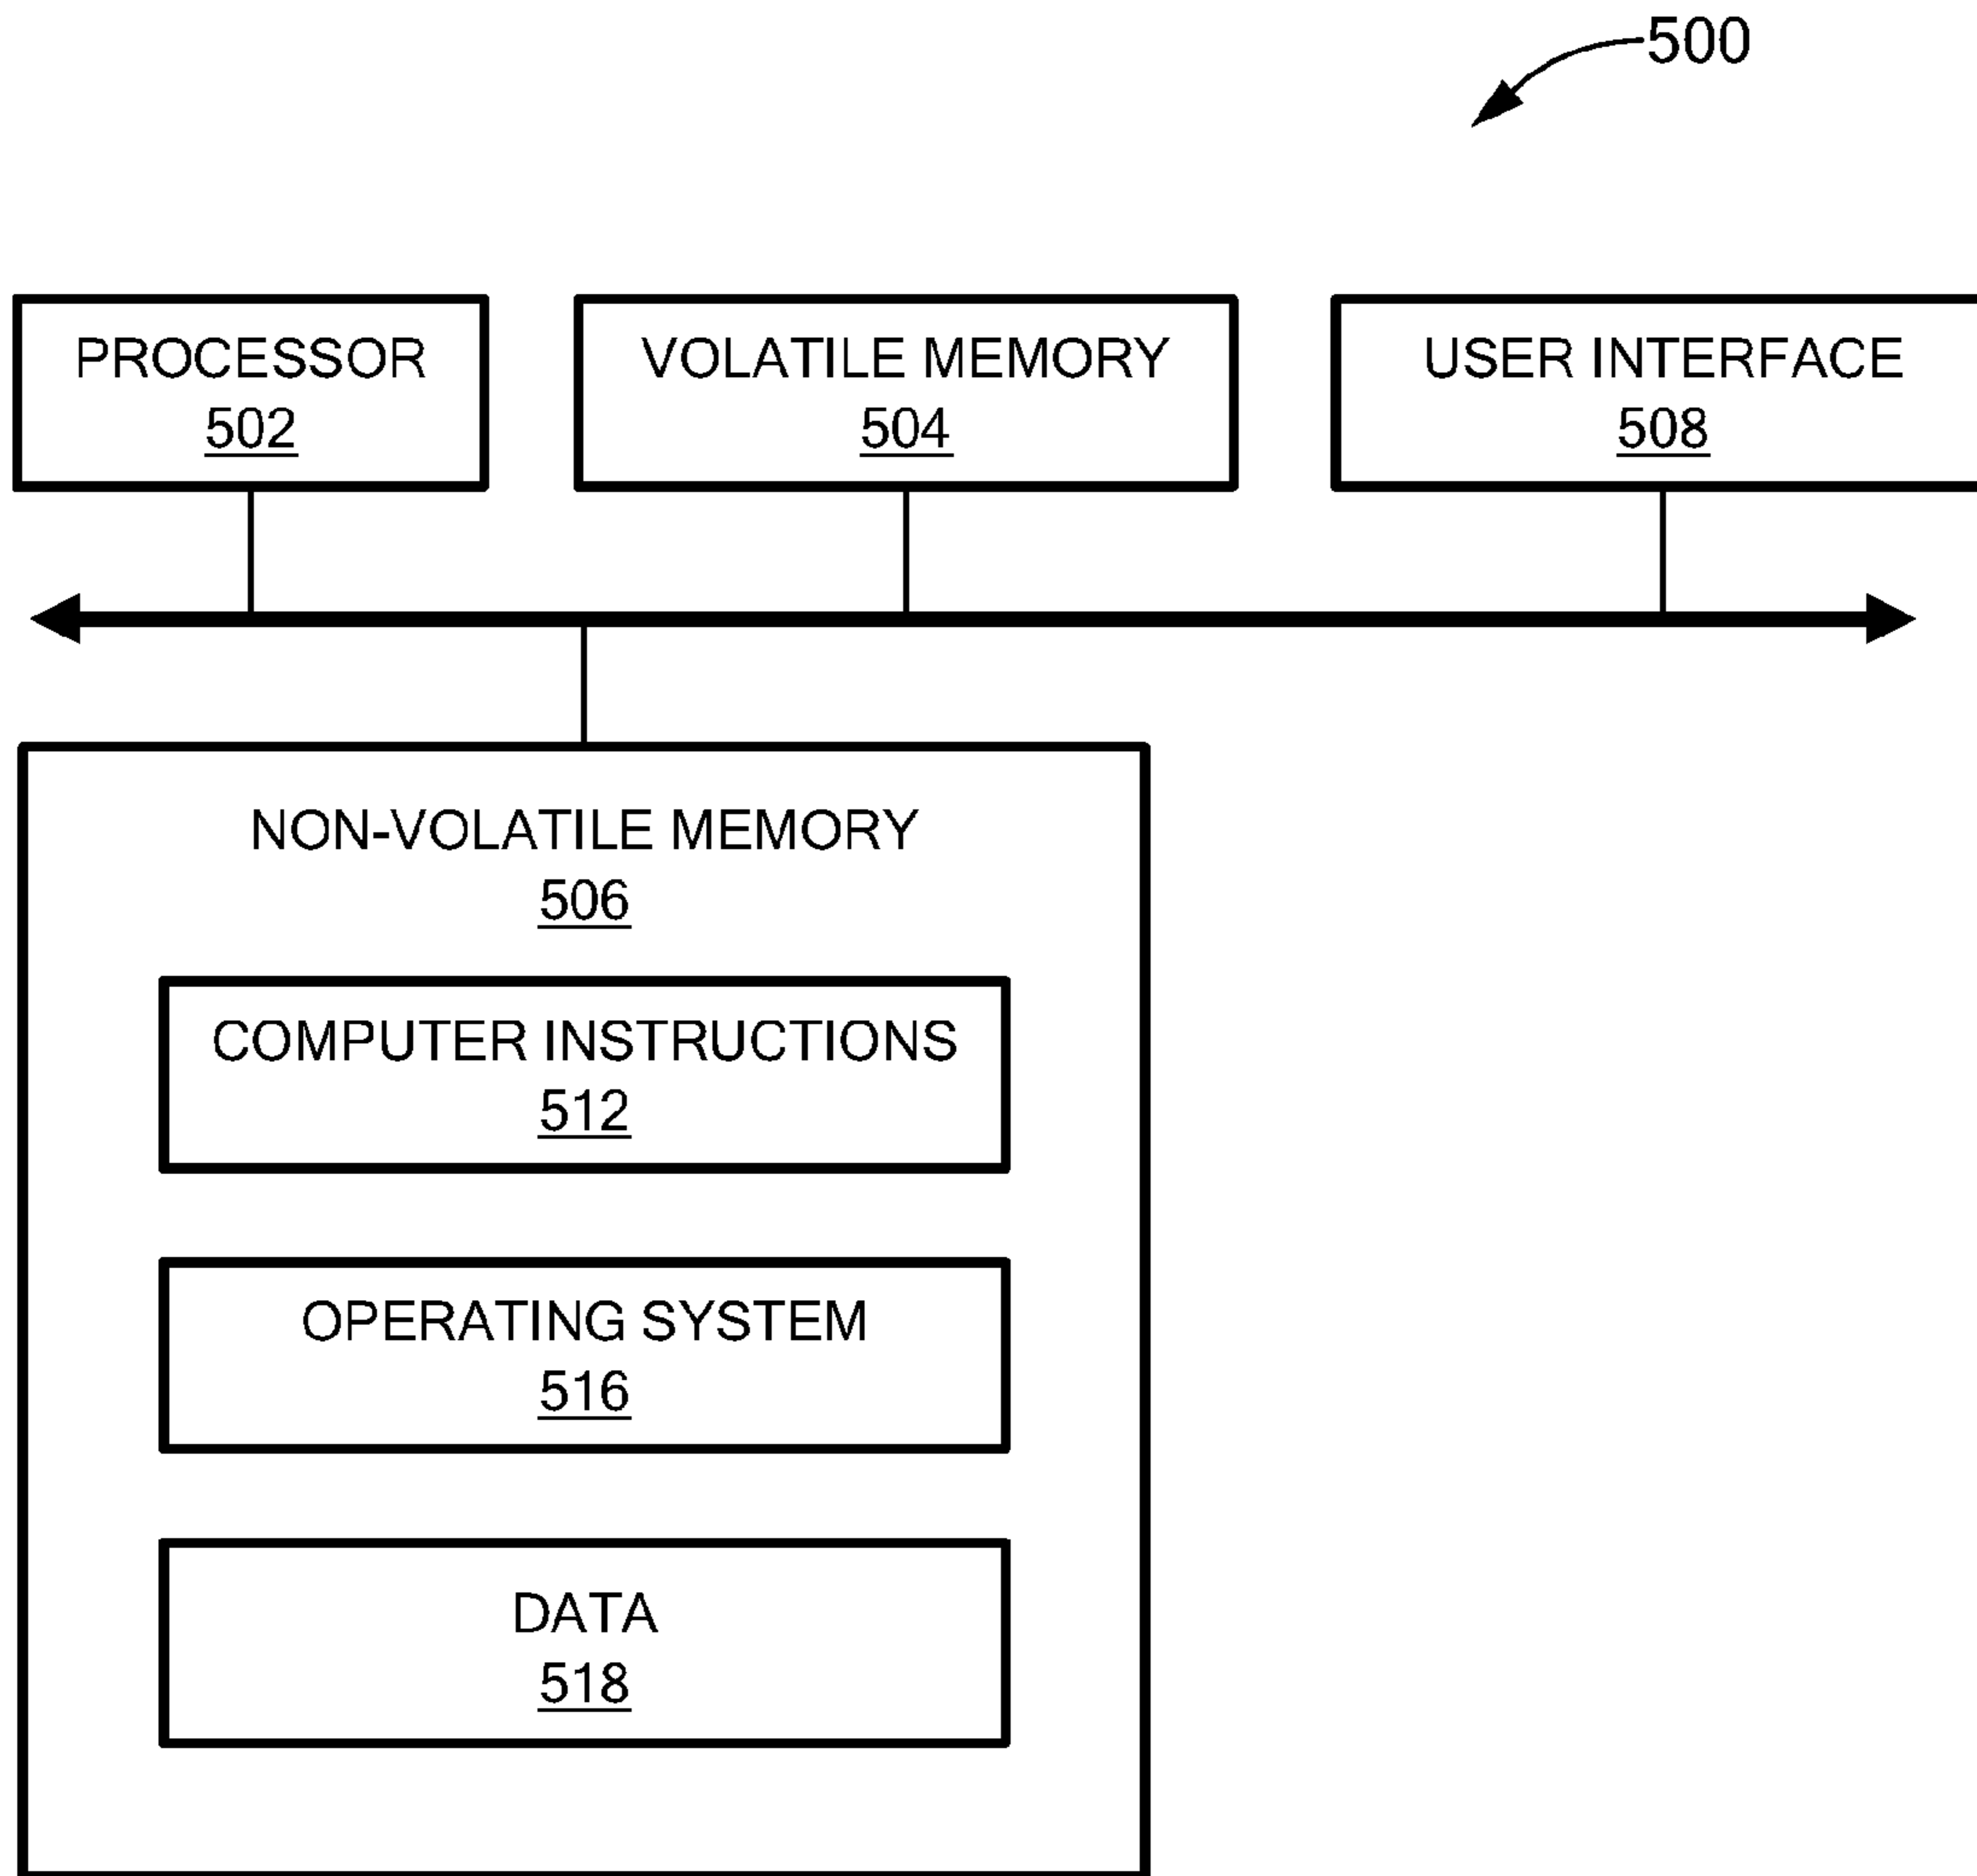 500
PROCESSOR
502
VOLATILE MEMORY
504
USER INTERFACE
508
NON-VOLATILE MEMORY
506
COMPUTER INSTRUCTIONS
512
OPERATING SYSTEM
516
DATA
518